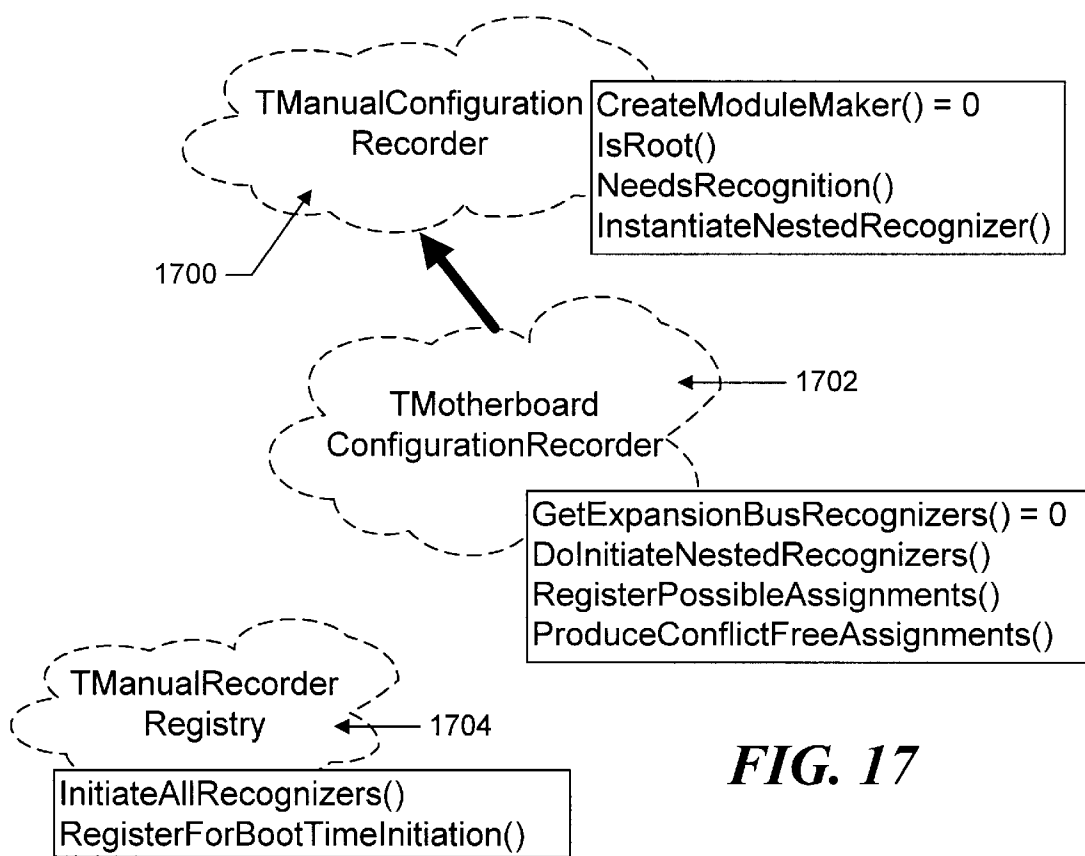 TManualConfiguration
Recorder
CreateModuleMaker() = 0
IsRoot()
NeedsRecognition()
InstantiateNestedRecognizer()
1700
1702
TMotherboard
ConfigurationRecorder
GetExpansionBusRecognizers() = 0
DoInitiateNestedRecognizers()
RegisterPossibleAssignments()
ProduceConflictFreeAssignments()
TManualRecorder
Registry
1704
InitiateAllRecognizers()
RegisterForBootTimeInitiation()
FIG. 17